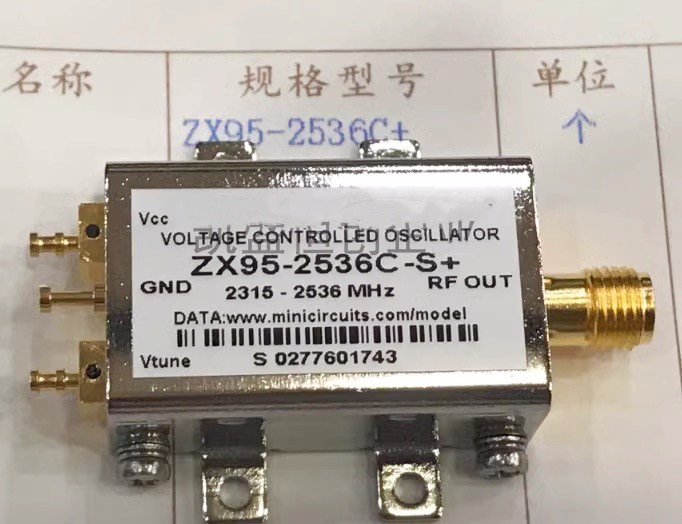 名称 规格型号 单位
ZX95-2536C+ 个
Vcc
VOLTAGE CONTROLLED OSCILLATOR
ZX95-2536C-S+
GND RF OUT
2315 - 2536 MHz
DATA:www.minicircuits.com/model
Vtune S 0277601743